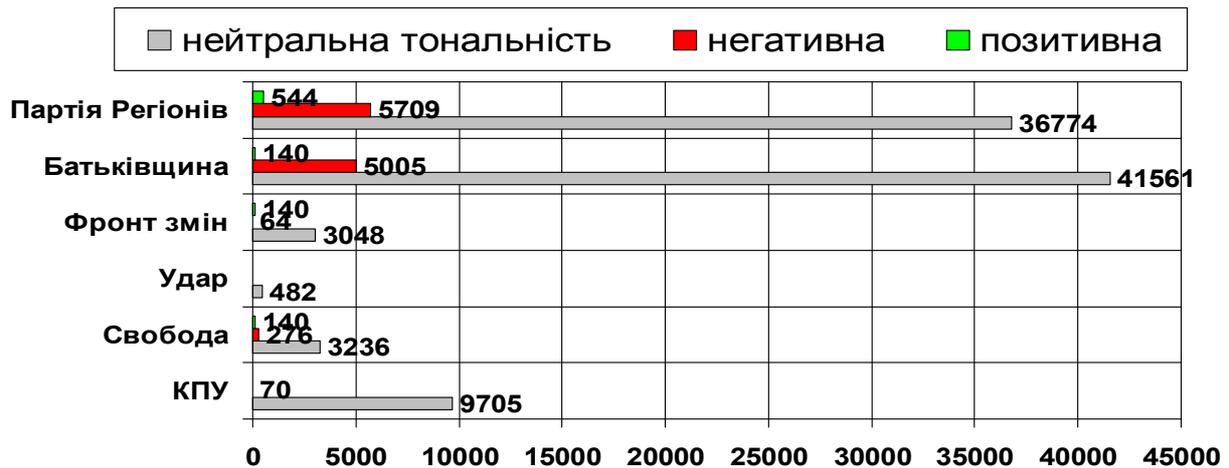 нейтральна тональність негативна позитивна
Партія Регіонів
544
5709
36774
Батьківщина
140
5005
41561
Фронт змін
140
64
3048
Удар
482
Свобода
140
276
3236
КПУ
70
9705
0 5000 10000 15000 20000 25000 30000 35000 40000 45000